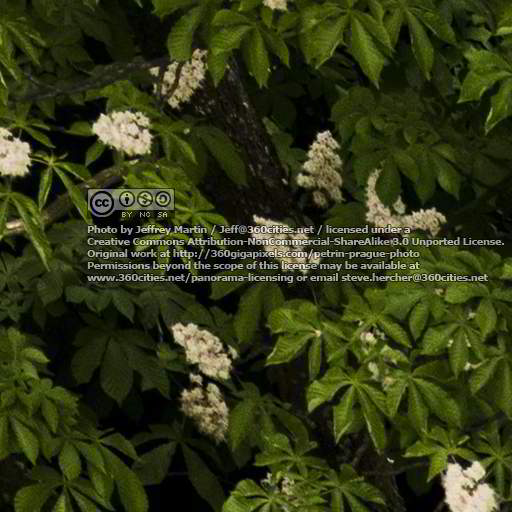 cc
BY NC SA
Photo by Jeffrey Martin / Jeff@360cities.net / licensed under a
Creative Commons Attribution-NonCommercial-ShareAlike 3.0 Unported License.
Original work at http://360gigapixels.com/petrin-prague-photo
Permissions beyond the scope of this license may be available at
www.360cities.net/panorama-licensing or email steve.hercher@360cities.net